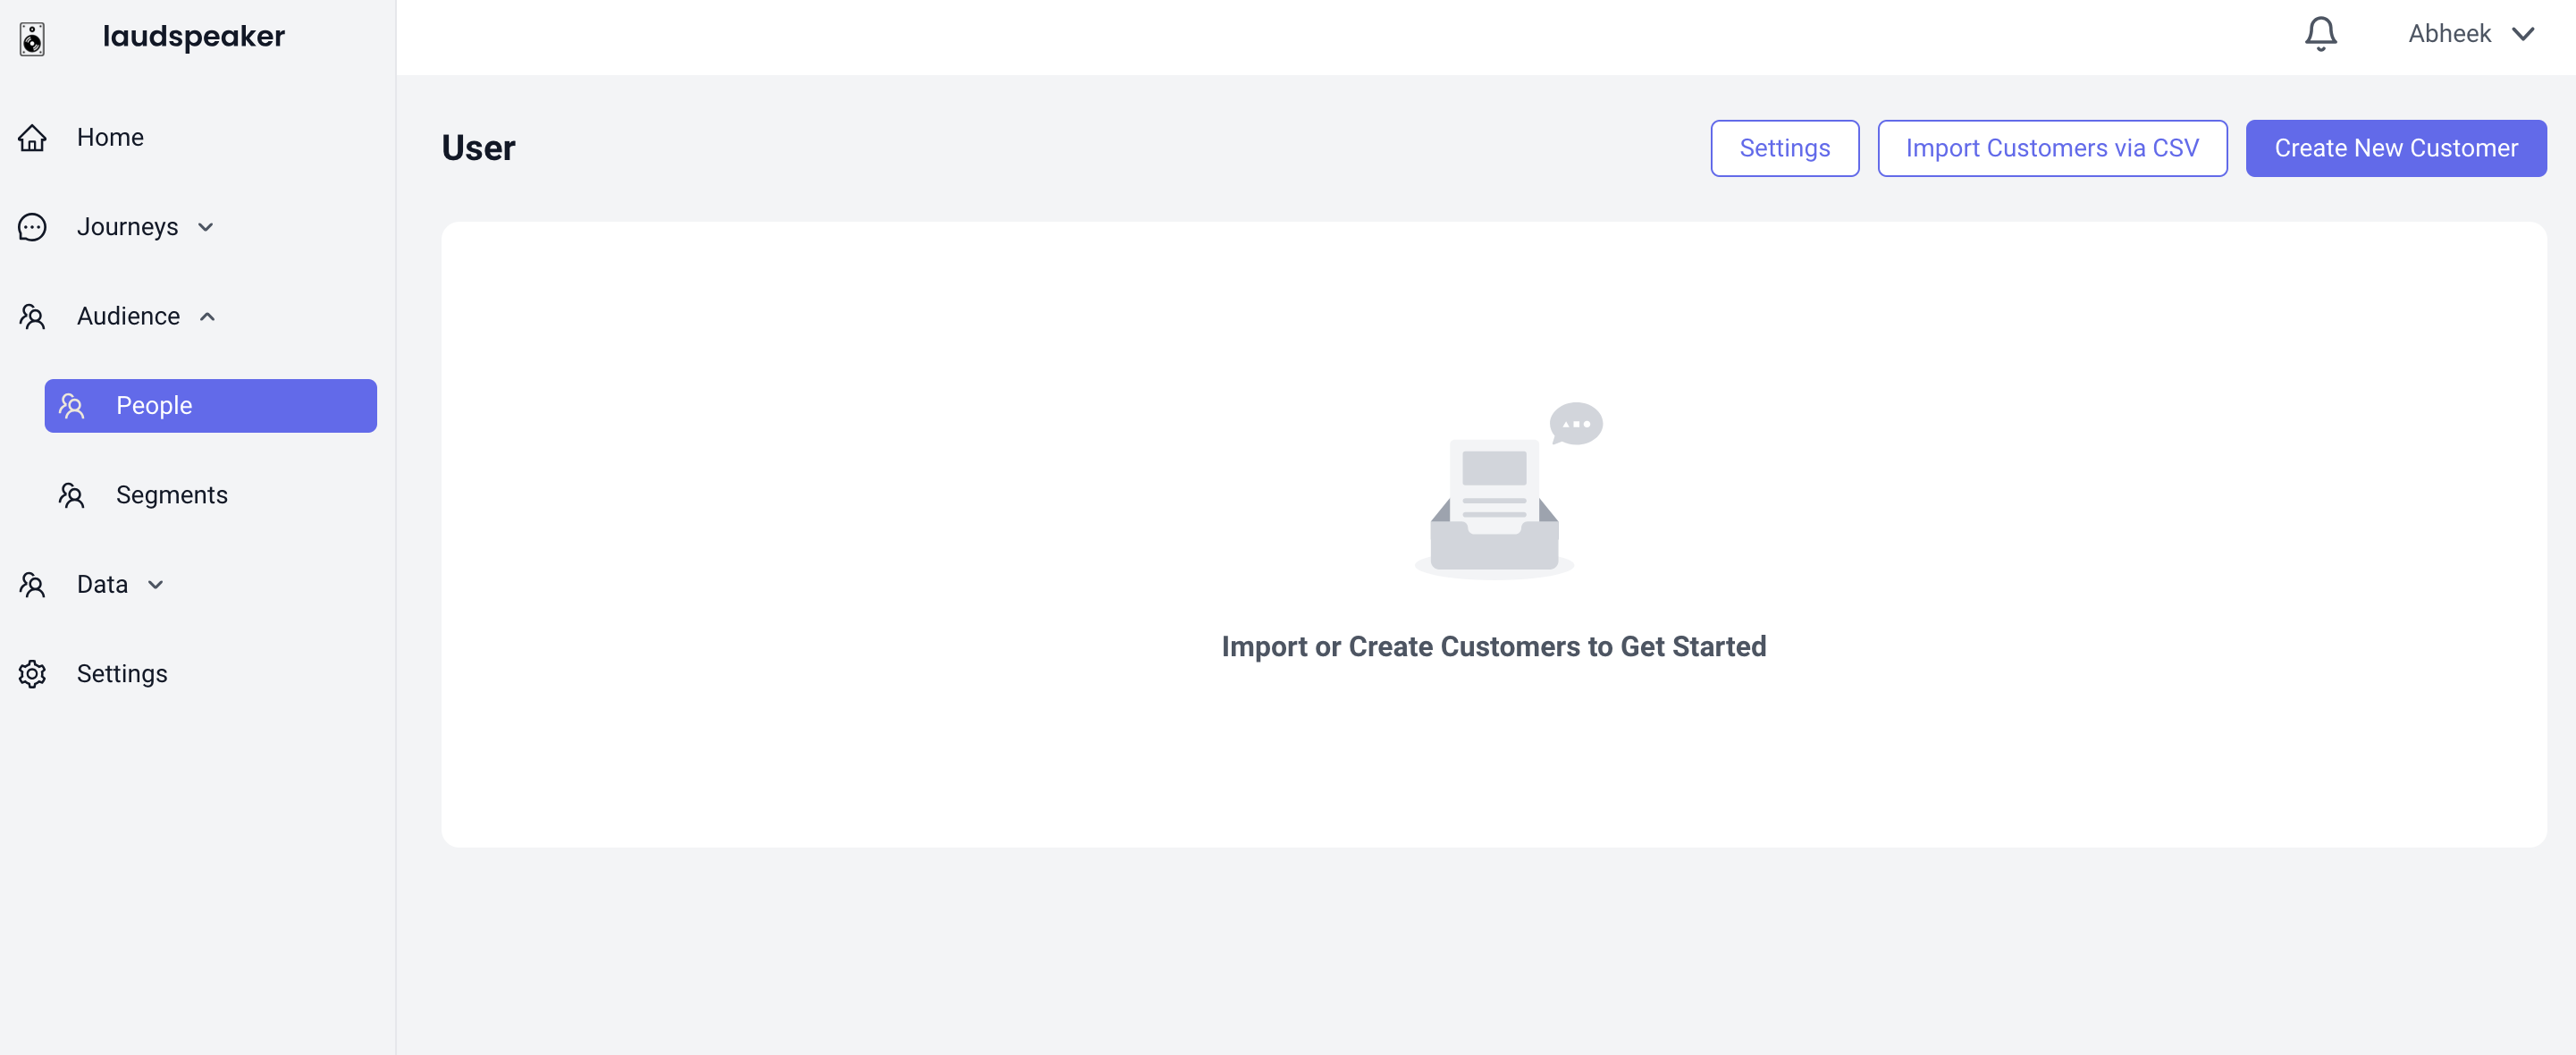 laudspeaker
Abheek
Home
Journeys
Audience
People
Segments
Data
Settings
User
Settings
Import Customers via CSV
Create New Customer
Import or Create Customers to Get Started